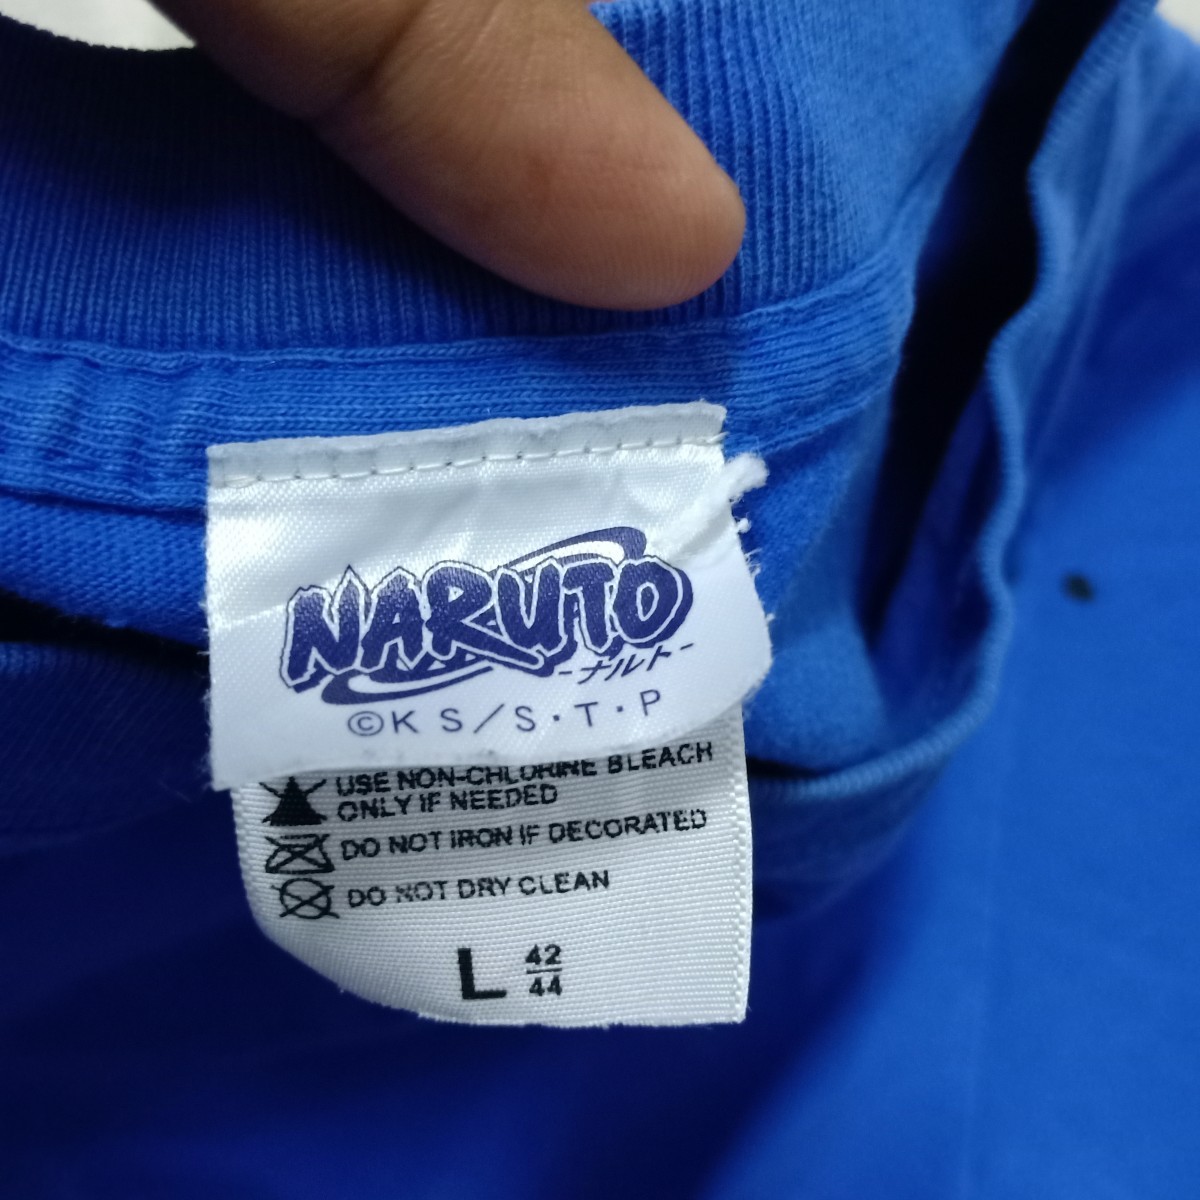 NARUTO
-ナルト-
©K S/S・T・P
USE NON-CHLORINE BLEACH
ONLY IF NEEDED
DO NOT IRON IF DECORATED
DO NOT DRY CLEAN
L 42/44